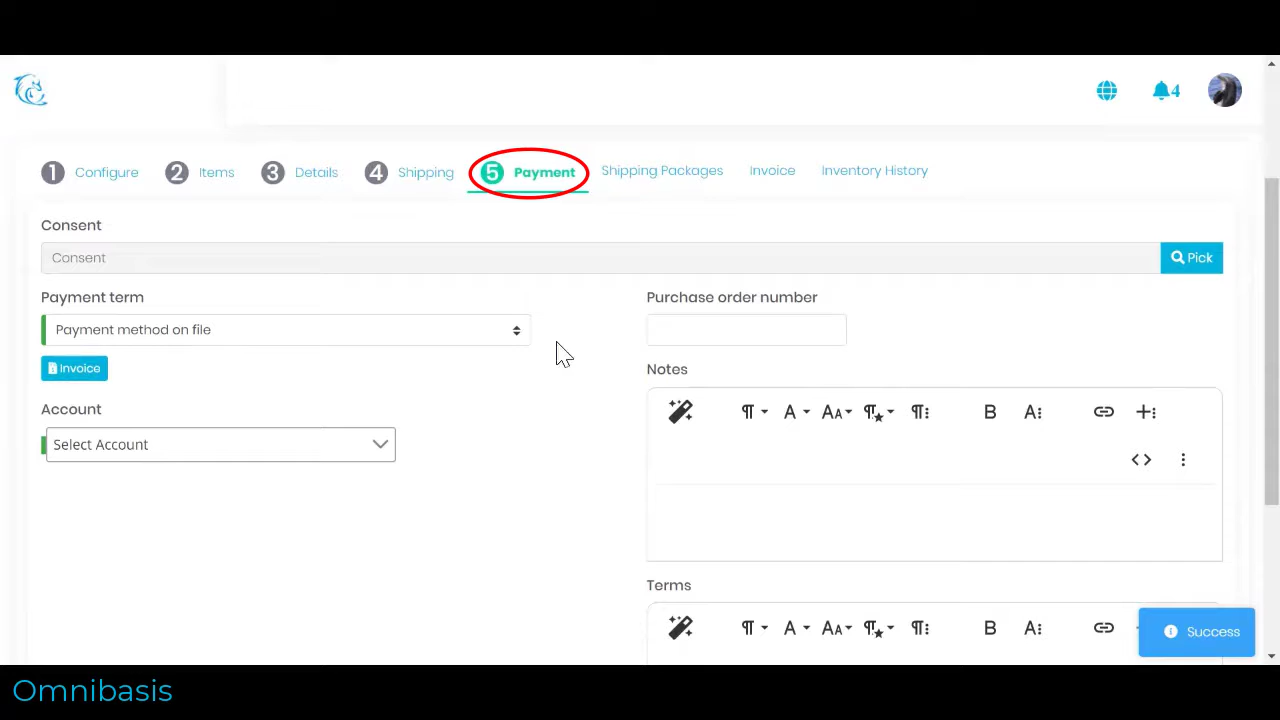 4
1 Configure 2 Items 3 Details 4 Shipping 5 Payment Shipping Packages Invoice Inventory History
Consent
Consent Pick
Payment term
Payment method on file
Invoice
Account
Select Account
Purchase order number
Notes
Terms
Success
Omnibasis